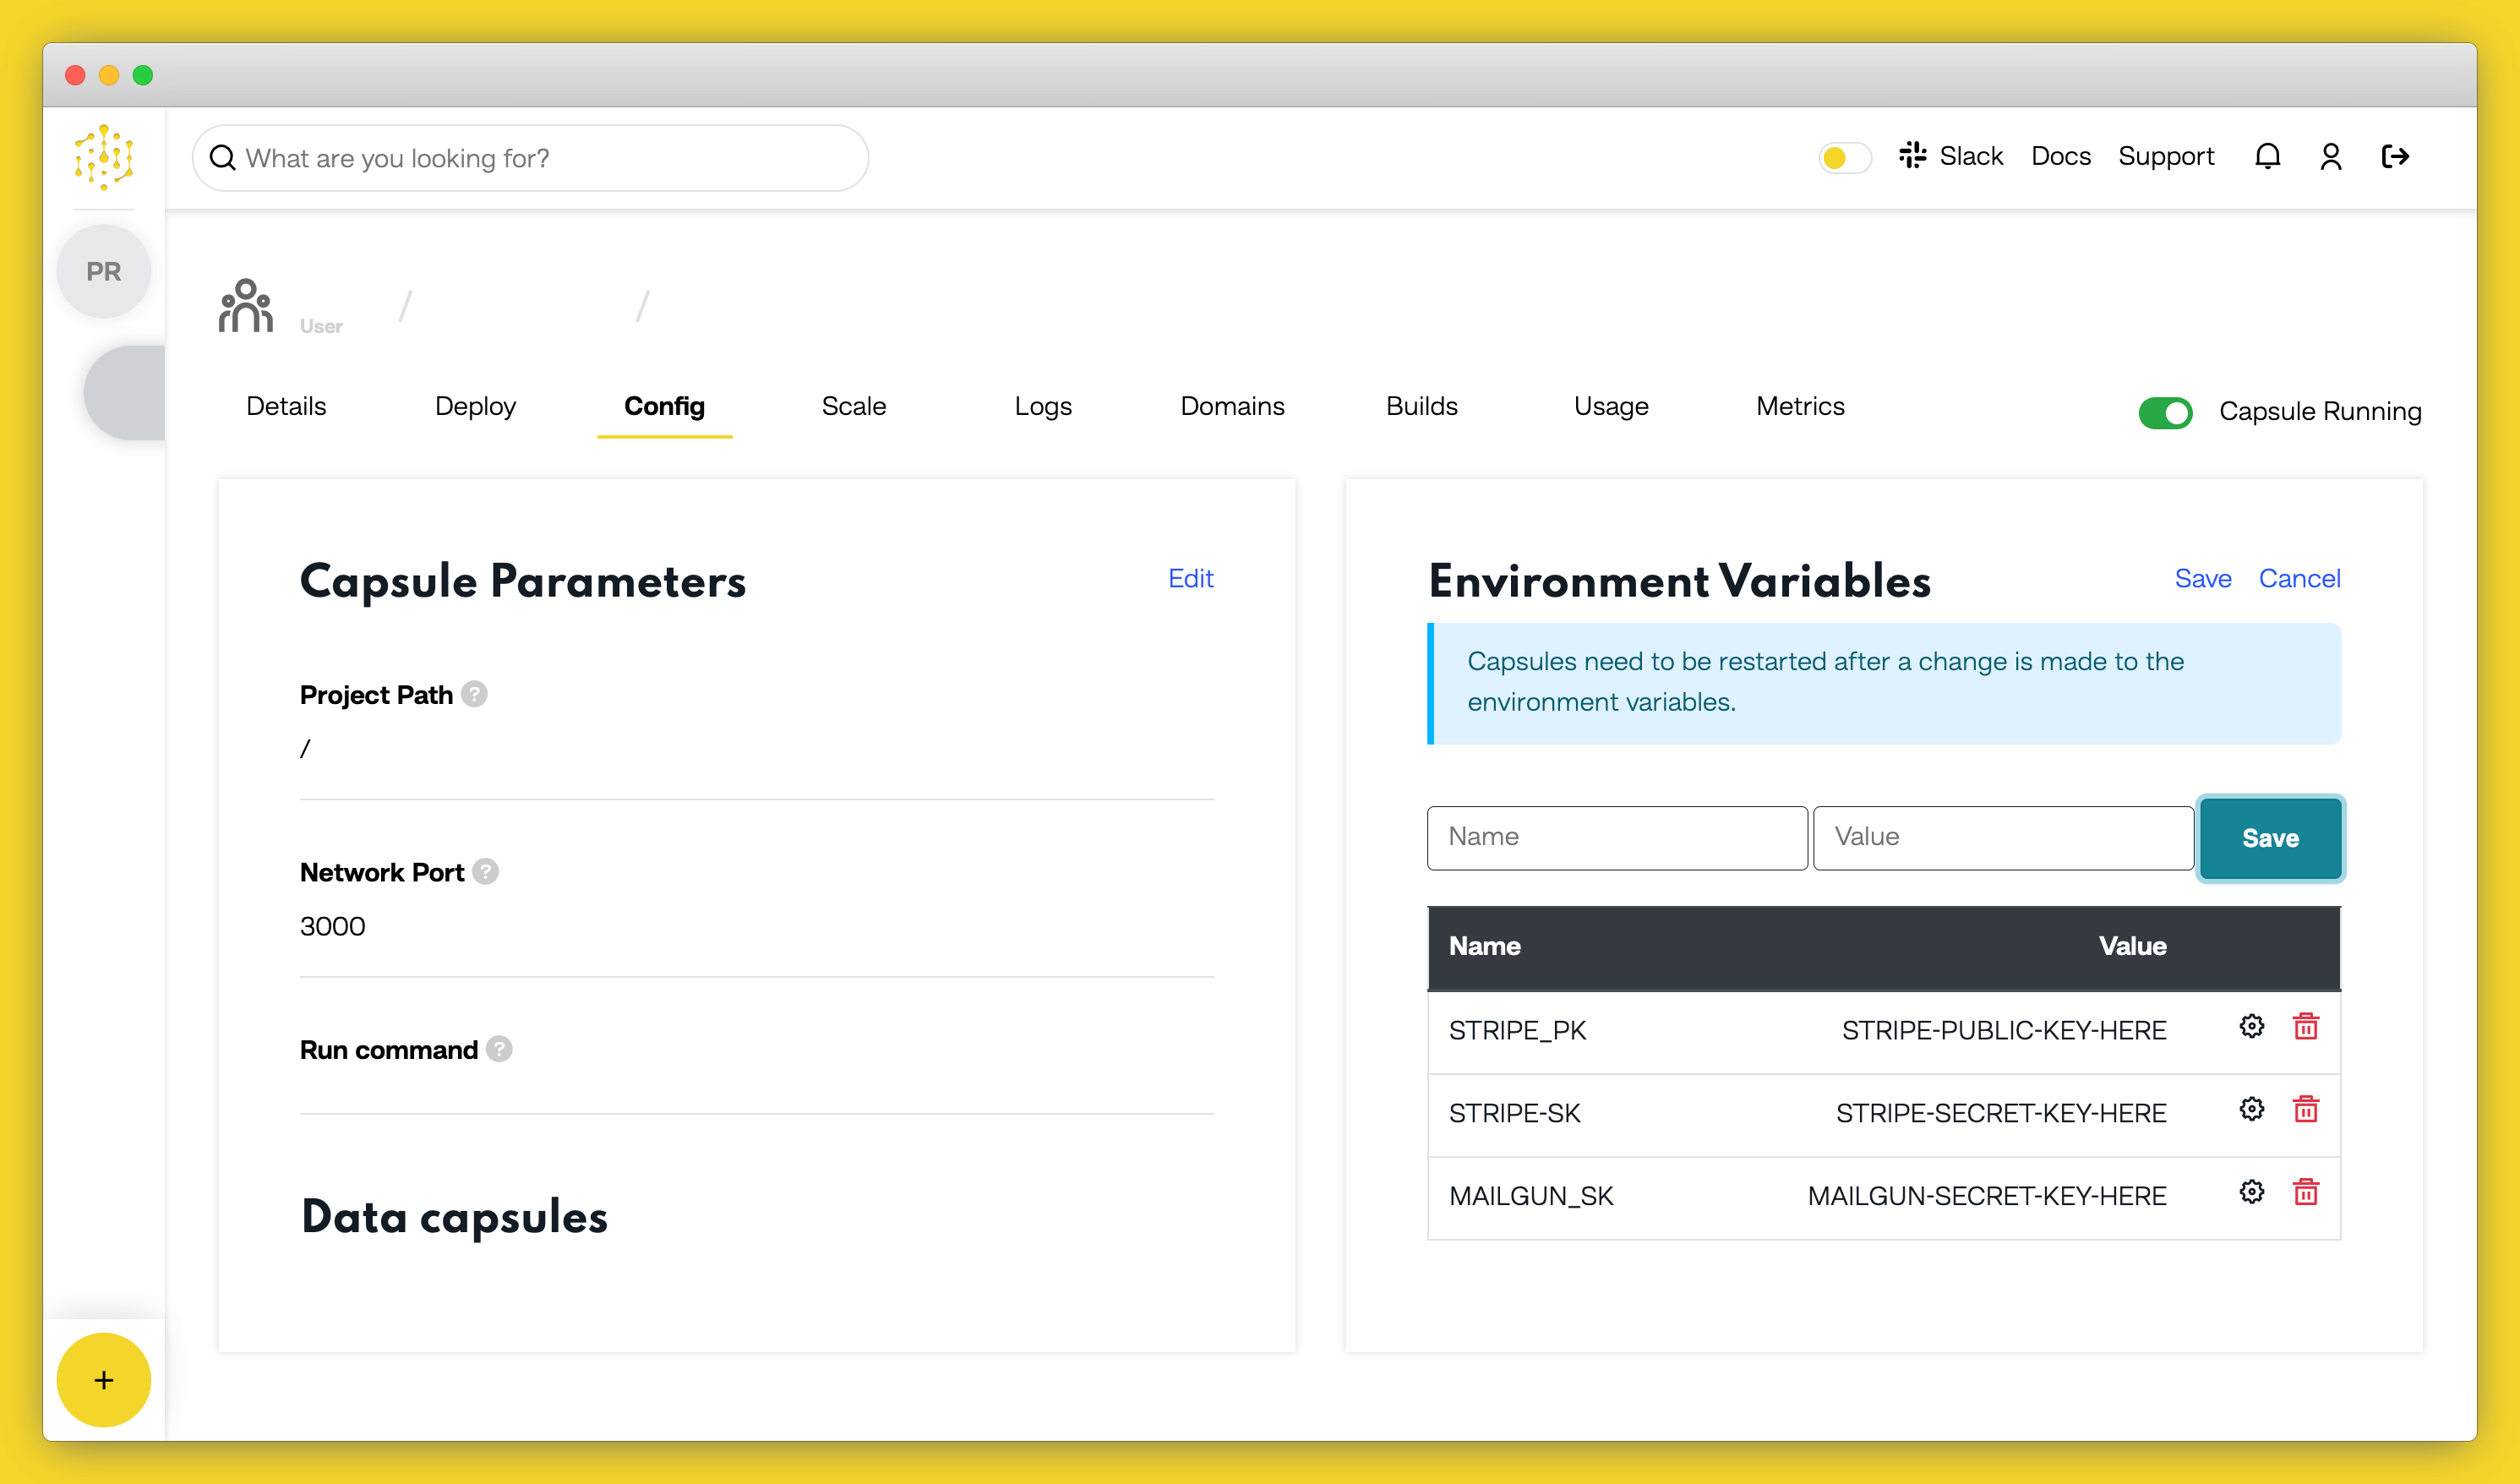 What are you looking for?
Slack Docs Support
PR
User / /
Details Deploy Config Scale Logs Domains Builds Usage Metrics Capsule Running
Capsule Parameters Edit
Project Path ?
/
Network Port ?
3000
Run command ?
Data capsules
Environment Variables Save Cancel
Capsules need to be restarted after a change is made to the
environment variables.
Name Value Save
Name Value
STRIPE_PK STRIPE-PUBLIC-KEY-HERE
STRIPE-SK STRIPE-SECRET-KEY-HERE
MAILGUN_SK MAILGUN-SECRET-KEY-HERE
+